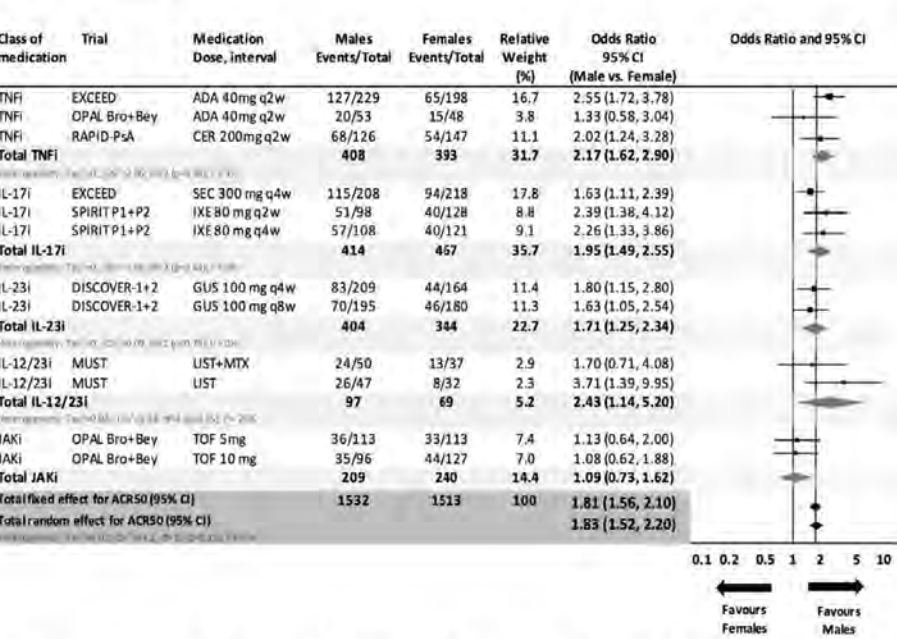 Class of Trial Medication Males Females Relative Odds Ratio Odds Ratio and 95% CI
medication Dose, interval Events/Total Events/Total Weight 95% CI
(%) (Male vs. Female)
TNFi EXCEED ADA 40mg q2w 127/229 65/198 16.7 2.55 (1.72, 3.78)
TNFi OPAL Bro+Bey ADA 40mg q2w 20/53 15/48 3.8 1.33 (0.58, 3.04)
TNFi RAPID-PsA CER 200mg q2w 68/126 54/147 11.1 2.02 (1.24, 3.28)
Total TNFi 408 393 31.7 2.17 (1.62, 2.90)
IL-17i EXCEED SEC 300 mg q4w 115/208 94/218 17.8 1.63 (1.11, 2.39)
IL-17i SPIRIT P1+P2 IXE 80 mg q2w 51/98 40/128 8.8 2.39 (1.38, 4.12)
IL-17i SPIRIT P1+P2 IXE 80 mg q4w 57/108 40/121 9.1 2.26 (1.33, 3.86)
Total IL-17i 414 467 35.7 1.95 (1.49, 2.55)
IL-23i DISCOVER-1+2 GUS 100 mg q4w 83/209 44/164 11.4 1.80 (1.15, 2.80)
IL-23i DISCOVER-1+2 GUS 100 mg q8w 70/195 46/180 11.3 1.63 (1.05, 2.54)
Total IL-23i 404 344 22.7 1.71 (1.25, 2.34)
IL-12/23i MUST UST+MTX 24/50 13/37 2.9 1.70 (0.71, 4.08)
IL-12/23i MUST UST 26/47 8/32 2.3 3.71 (1.39, 9.95)
Total IL-12/23i 97 69 5.2 2.43 (1.14, 5.20)
JAKi OPAL Bro+Bey TOF 5mg 36/113 33/113 7.4 1.13 (0.64, 2.00)
JAKi OPAL Bro+Bey TOF 10 mg 35/96 44/127 7.0 1.08 (0.62, 1.88)
Total JAKi 209 240 14.4 1.09 (0.73, 1.62)
Total fixed effect for ACR50 (95% CI) 1532 1513 100 1.81 (1.56, 2.10)
Total random effect for ACR50 (95% CI) 1.83 (1.52, 2.20)
0.1 0.2 0.5 1 2 5 10
Favours Favours
Females Males